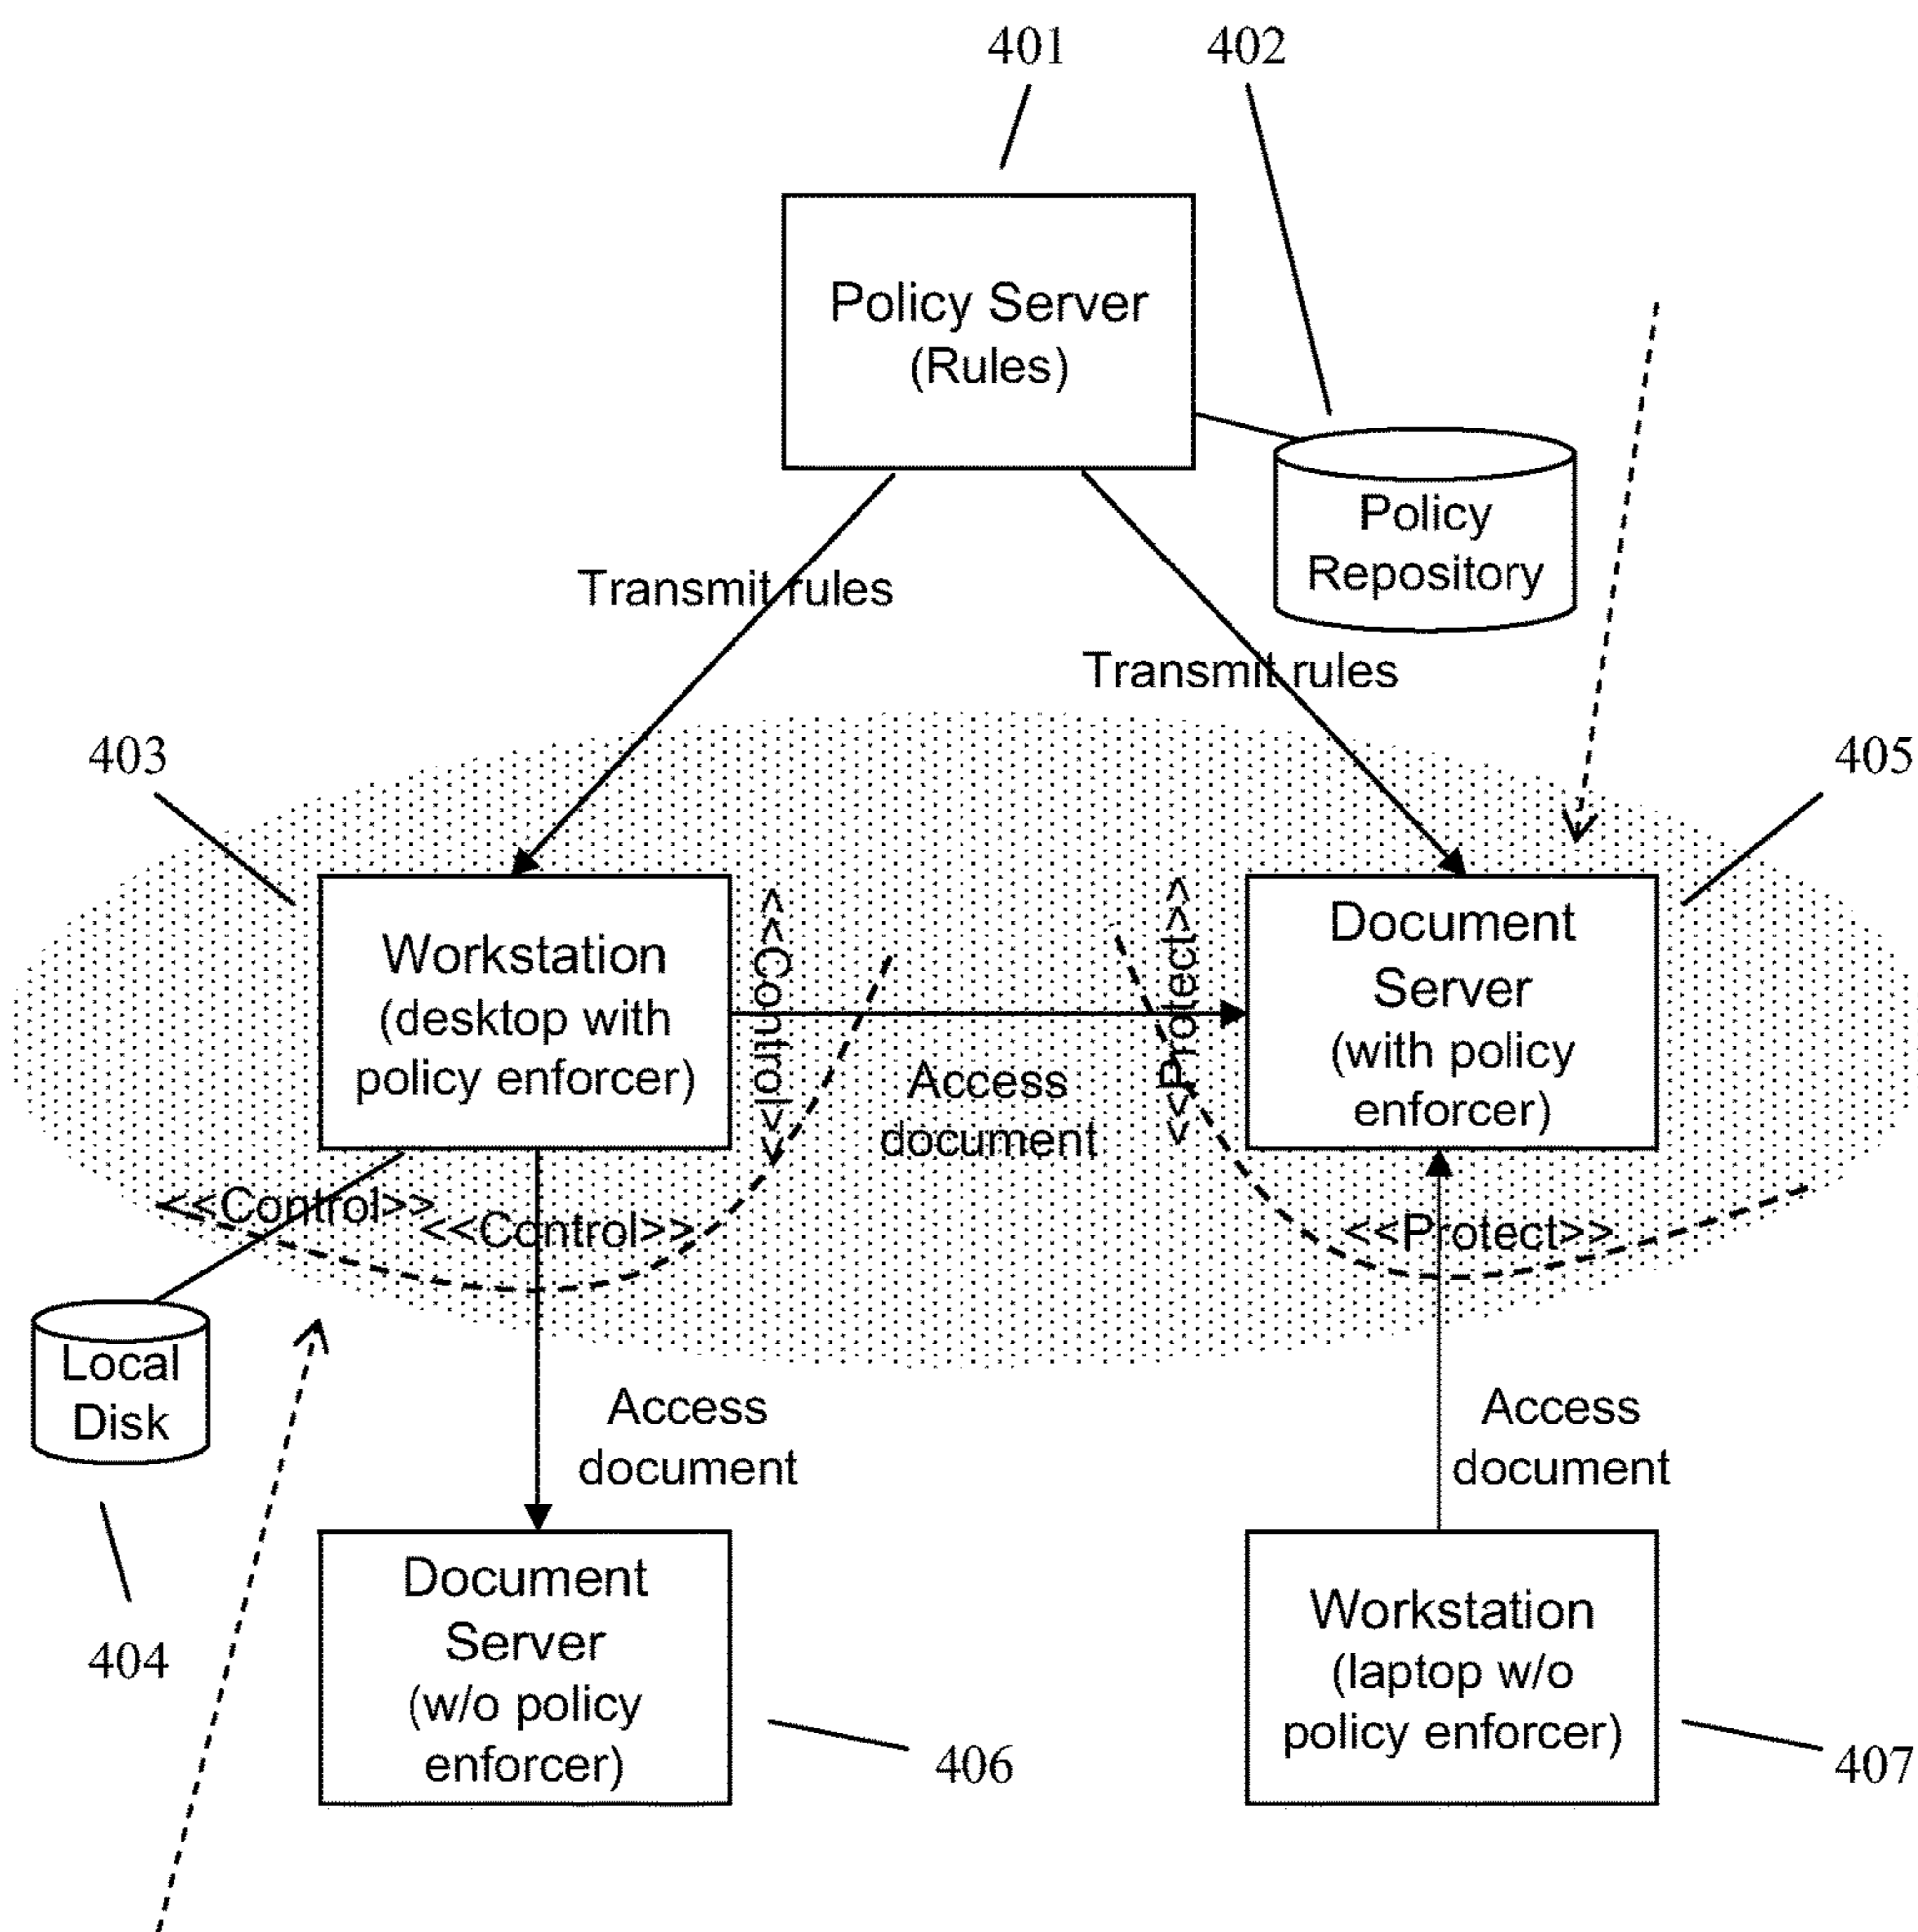 401
402
Policy Server
(Rules)
Policy
Repository
Transmit rules
Transmit rules
403
405
Workstation
(desktop with
policy enforcer)
<<Control>>
Access
document
<<Protect>>
Document
Server
(with policy
enforcer)
<<Control>>
<<Control>>
<<Protect>>
Local
Disk
Access
document
Access
document
404
Document
Server
(w/o policy
enforcer)
406
Workstation
(laptop w/o
policy enforcer)
407